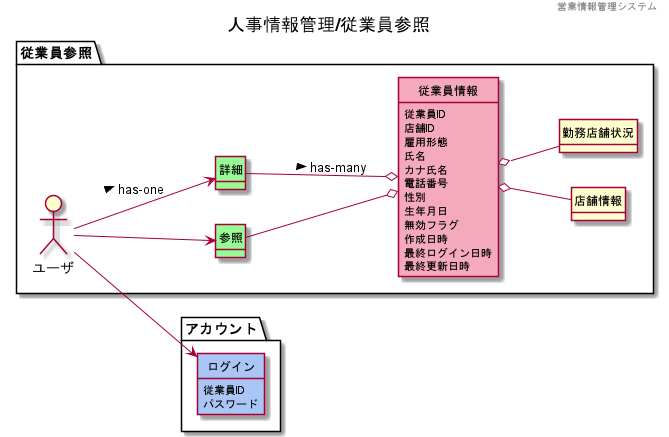 営業情報管理システム
人事情報管理/従業員参照
従業員参照
従業員情報
従業員ID
店舗ID
雇用形態
氏名
カナ氏名
電話番号
性別
生年月日
無効フラグ
作成日時
最終ログイン日時
最終更新日時
勤務店舗状況
店舗情報
詳細
has-many
has-one
参照
ユーザ
アカウント
ログイン
従業員ID
パスワード